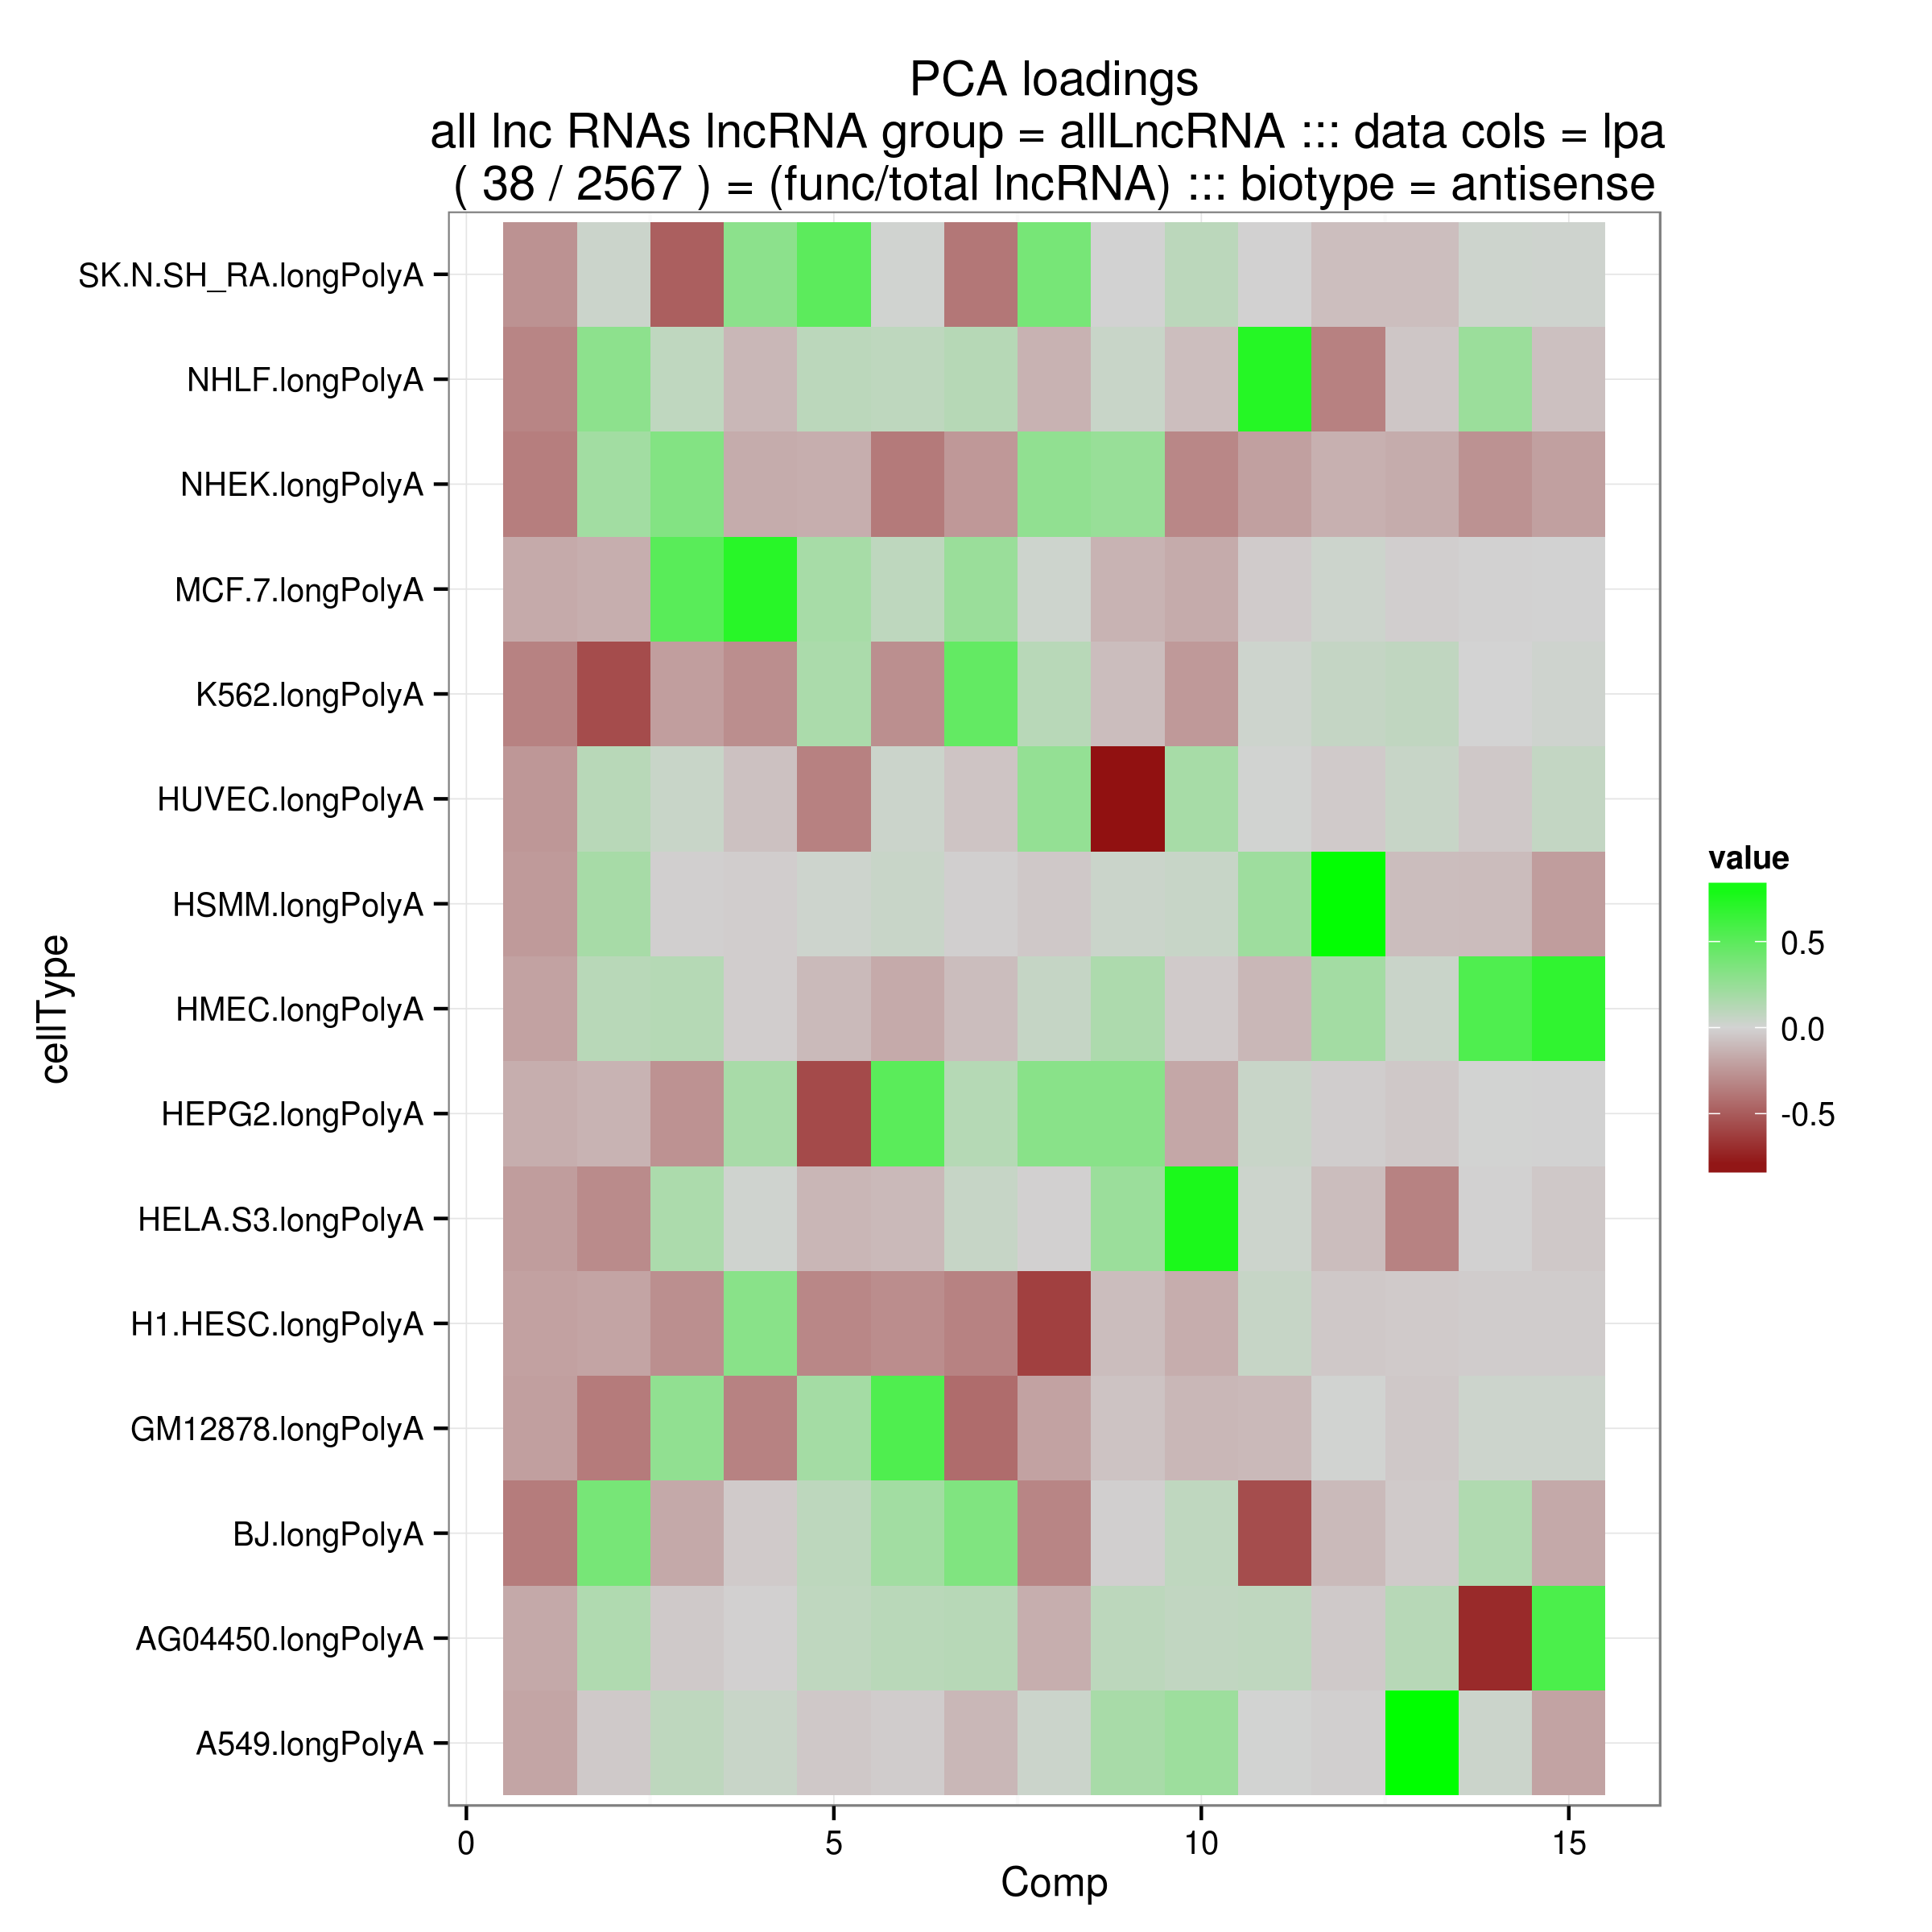 PCA loadings
all lnc RNAs lncRNA group = allLncRNA ::: data cols = lpa
( 38 / 2567 ) = (func/total lncRNA) ::: biotype = antisense
SK.N.SH_RA.longPolyA
NHLF.longPolyA
NHEK.longPolyA
MCF.7.longPolyA
K562.longPolyA
HUVEC.longPolyA
HSMM.longPolyA
HMEC.longPolyA
HEPG2.longPolyA
HELA.S3.longPolyA
H1.HESC.longPolyA
GM12878.longPolyA
BJ.longPolyA
AG04450.longPolyA
A549.longPolyA
cellType
0 5 10 15
Comp
value
0.5
0.0
-0.5